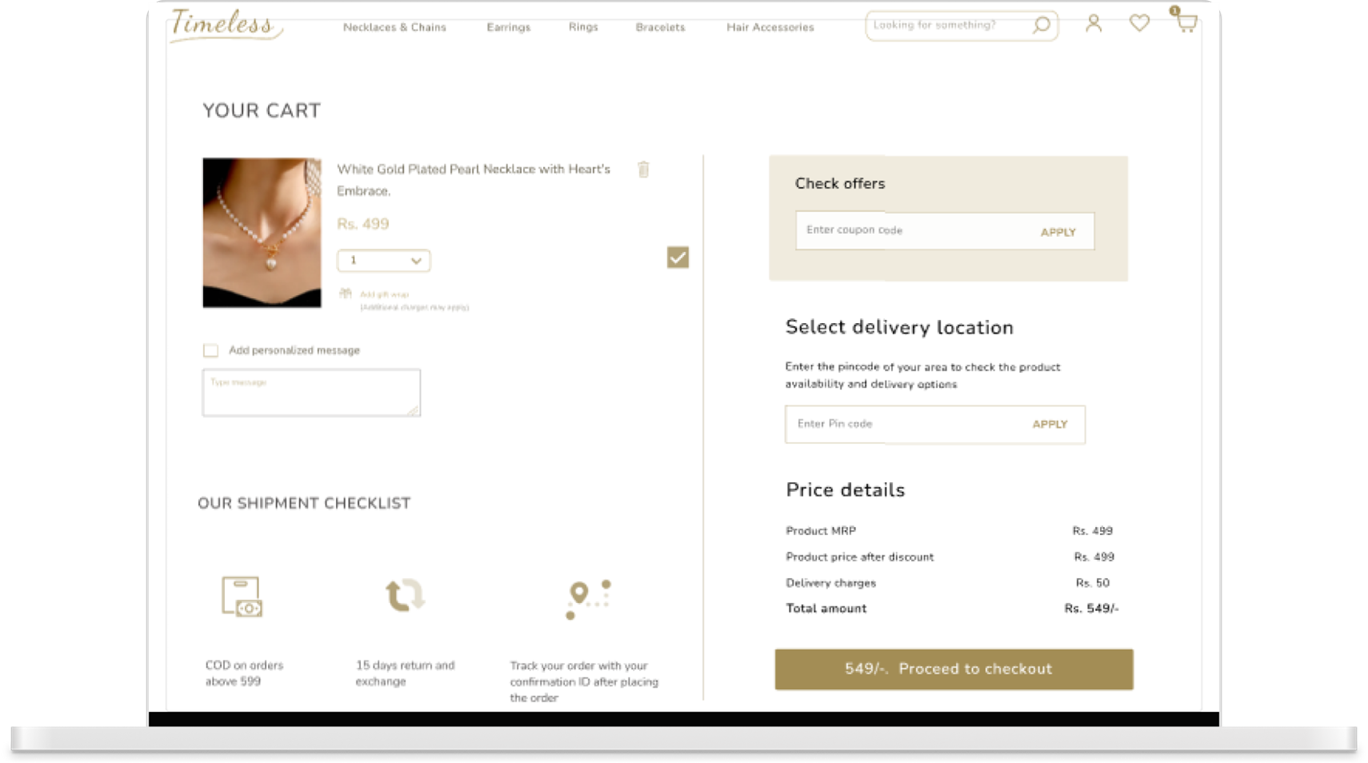 Timeless
Necklaces & Chains
Earrings
Rings
Bracelets
Hair Accessories
Looking for something?
1
YOUR CART
White Gold Plated Pearl Necklace with Heart's
Embrace.
Rs. 499
1
Add gift wrap
(Additional charges may apply)
Add personalized message
Type message
OUR SHIPMENT CHECKLIST
COD on orders
above 599
15 days return and
exchange
Track your order with your
confirmation ID after placing
the order
Check offers
Enter coupon code
APPLY
Select delivery location
Enter the pincode of your area to check the product
availability and delivery options
Enter Pin code
APPLY
Price details
Product MRP Rs. 499
Product price after discount Rs. 499
Delivery charges Rs. 50
Total amount Rs. 549/-
549/-. Proceed to checkout